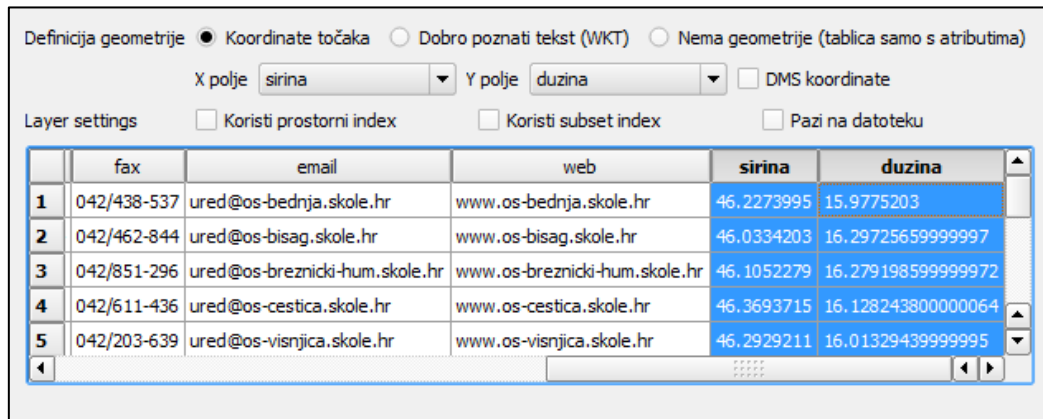 Definicija geometrije Koordinate točaka Dobro poznati tekst (WKT) Nema geometrije (tablica samo s atributima)
X polje sirina Y polje duzina DMS koordinate
Layer settings Koristi prostorni index Koristi subset index Pazi na datoteku
fax email web sirina duzina
1 042/438-537 ured@os-bednja.skole.hr www.os-bednja.skole.hr 46.2273995 15.9775203
2 042/462-844 ured@os-bisag.skole.hr www.os-bisag.skole.hr 46.0334203 16.29725659999997
3 042/851-296 ured@os-breznicki-hum.skole.hr www.os-breznicki-hum.skole.hr 46.1052279 16.279198599999972
4 042/611-436 ured@os-cestica.skole.hr www.os-cestica.skole.hr 46.3693715 16.128243800000064
5 042/203-639 ured@os-visnjica.skole.hr www.os-visnjica.skole.hr 46.2929211 16.01329439999995